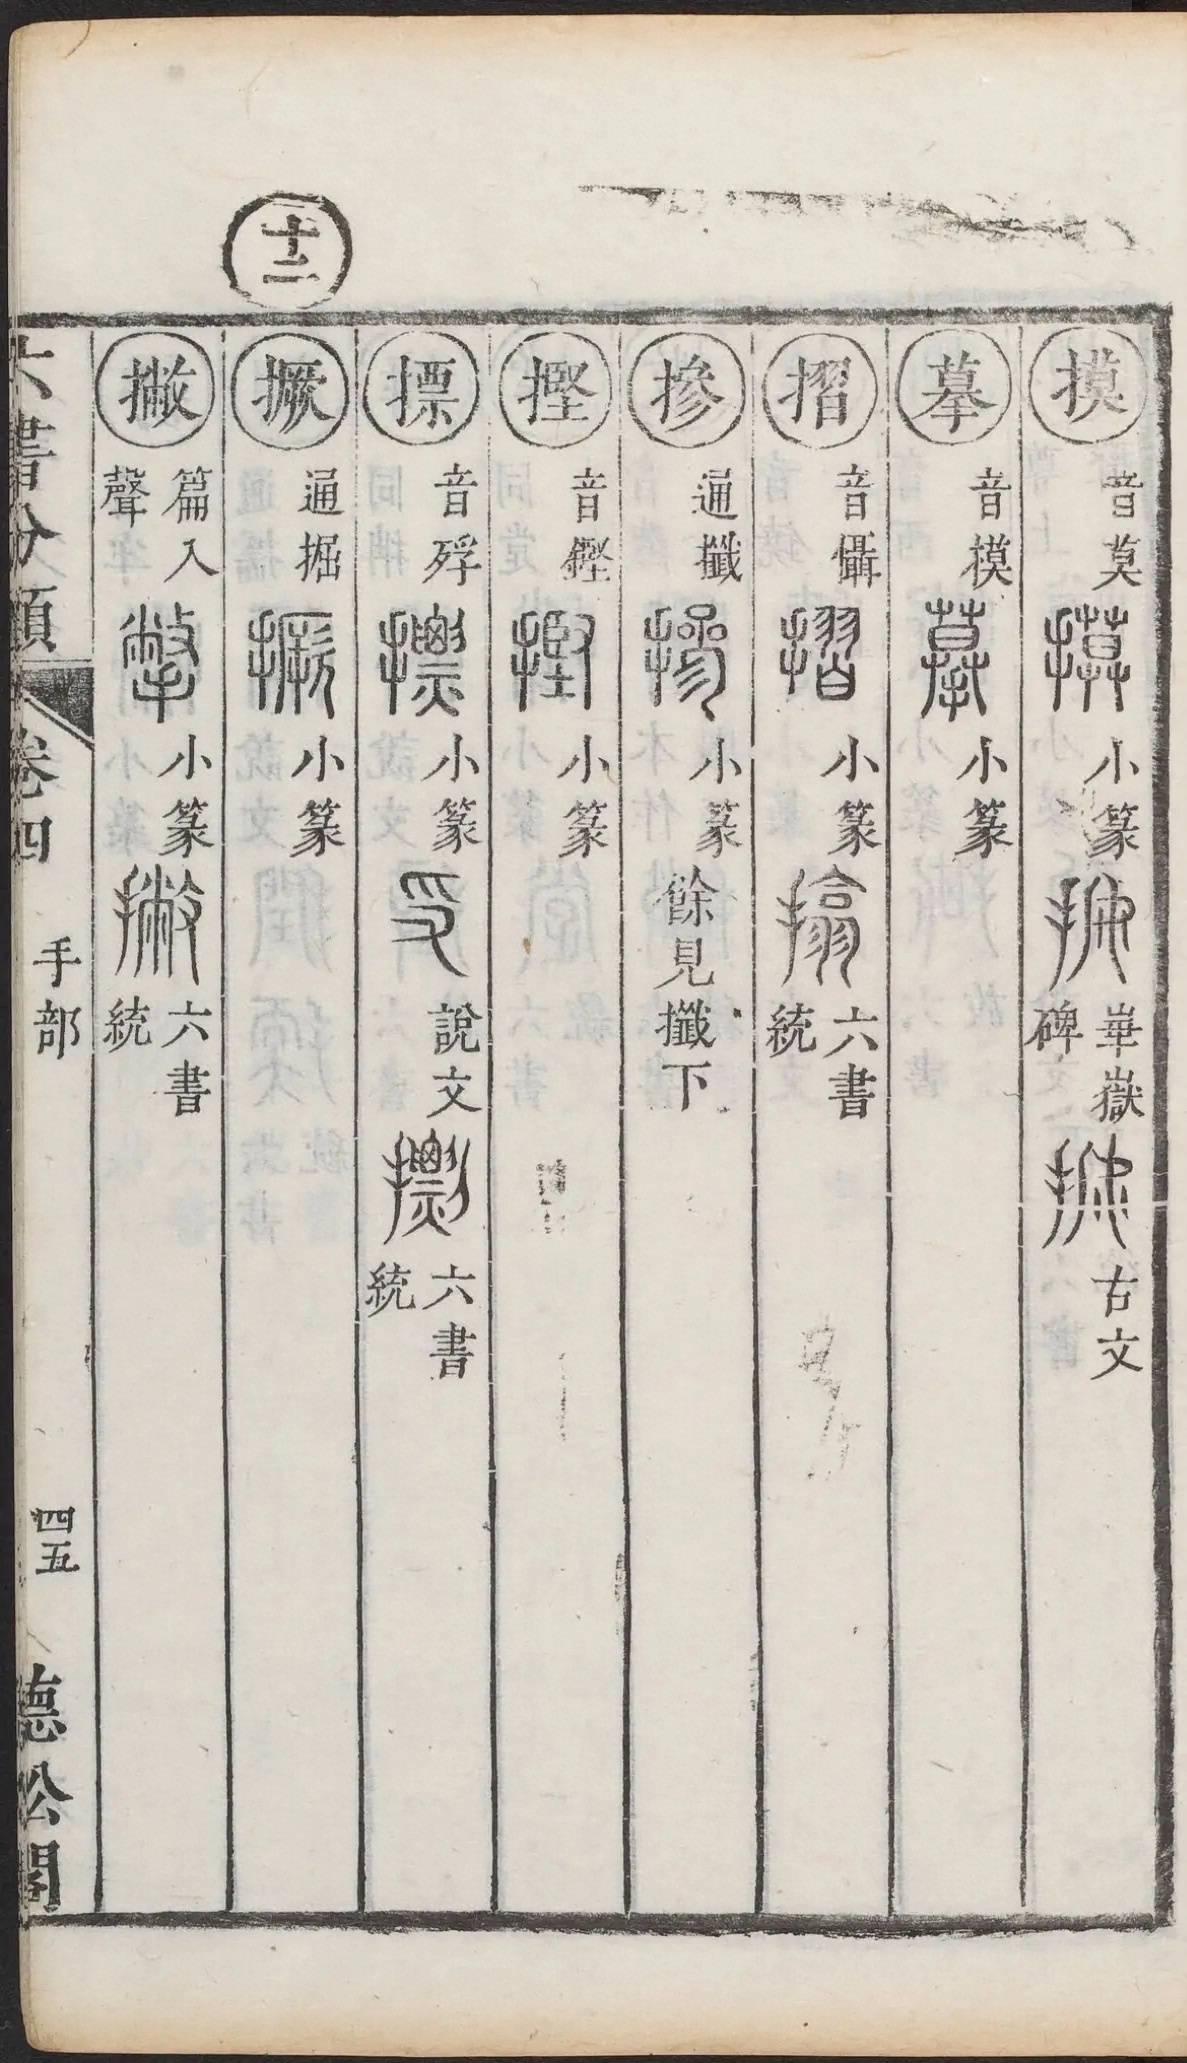 摸 音莫 小篆 崋嶽碑 古文
摹 音模 小篆
摺 音懾 小篆 六書統
摻 通攕 小篆 餘見攕下
摼 音鏗 小篆
摽 音殍 小篆 說文 六書統
十二
撅 通掘 小篆
撇 篇入聲 小篆 六書統
六書分類 卷四 手部 四五 德松閣